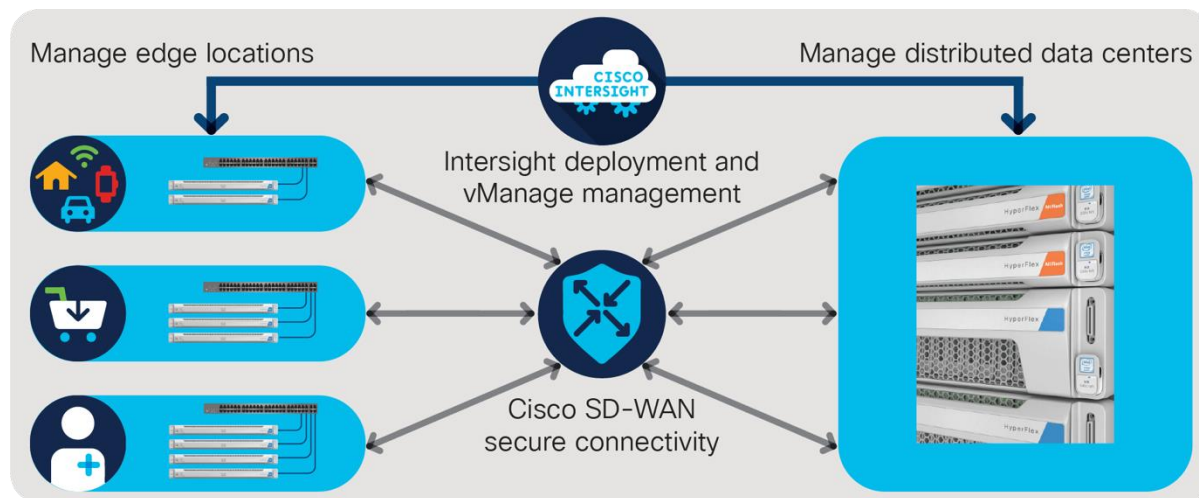 Manage edge locations
CISCO
INTERSIGHT
Manage distributed data centers
Intersight deployment and
vManage management
HyperFlex
HyperFlex
HyperFlex
HyperFlex
Cisco SD-WAN
secure connectivity